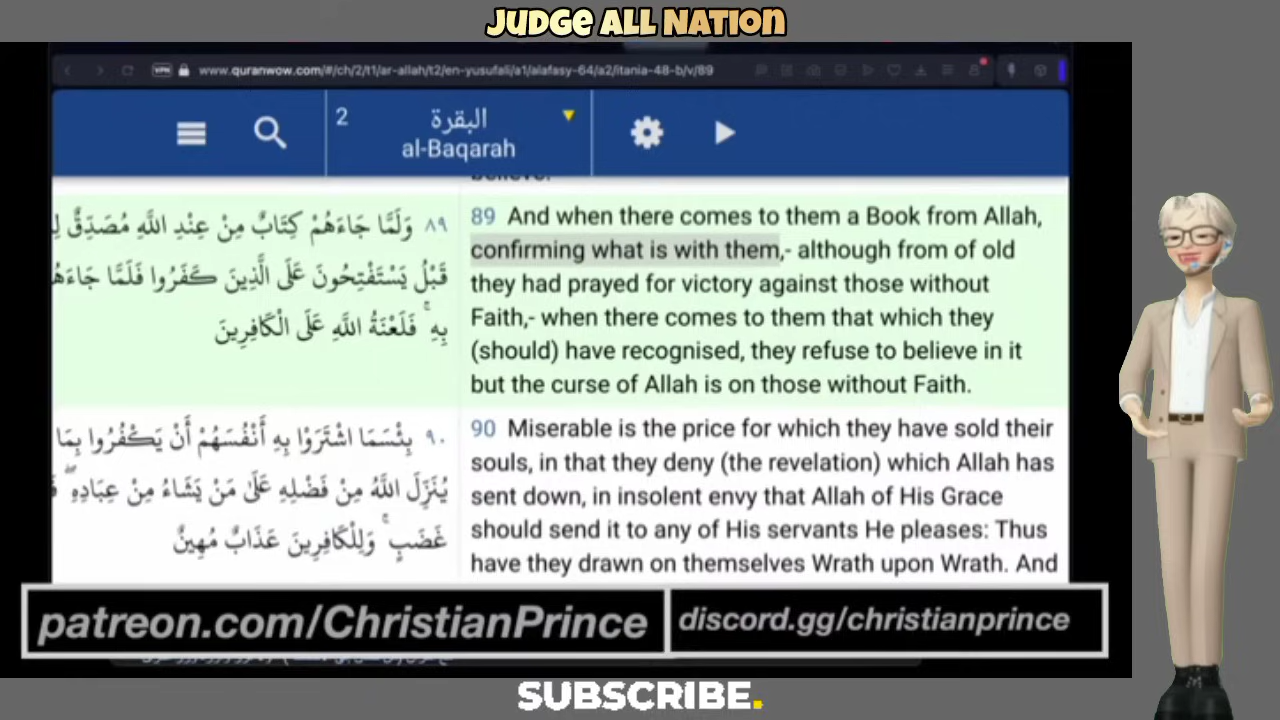 JUDGE ALL NATION
www.quranwow.com/#/ch/2/t1/ar-allah/t2/en-yusufali/a1/alafasy-64/a2/itania-48-b/v/89
VPN
2
البقرة
al-Baqarah
believe.
٨٩ وَلَمَّا جَاءَهُمْ كِتَابٌ مِنْ عِنْدِ اللَّهِ مُصَدِّقٌ
قَبْلُ يَسْتَفْتِحُونَ عَلَى الَّذِينَ كَفَرُوا فَلَمَّا
بِهِ ۚ فَلَعْنَةُ اللَّهِ عَلَى الْكَافِرِينَ
89 And when there comes to them a Book from Allah,
confirming what is with them,- although from of old
they had prayed for victory against those without
Faith,- when there comes to them that which they
(should) have recognised, they refuse to believe in it
but the curse of Allah is on those without Faith.
٩٠ بِئْسَمَا اشْتَرَوْا بِهِ أَنْفُسَهُمْ أَنْ يَكْفُرُوا بِمَا
يُنَزِّلَ اللَّهُ مِنْ فَضْلِهِ عَلَىٰ مَنْ يَشَاءُ مِنْ عِبَادِهِ ۖ
غَضَبٍ ۚ وَلِلْكَافِرِينَ عَذَابٌ مُهِينٌ
90 Miserable is the price for which they have sold their
souls, in that they deny (the revelation) which Allah has
sent down, in insolent envy that Allah of His Grace
should send it to any of His servants He pleases: Thus
have they drawn on themselves Wrath upon Wrath. And
patreon.com/ChristianPrince
discord.gg/christianprince
SUBSCRIBE.